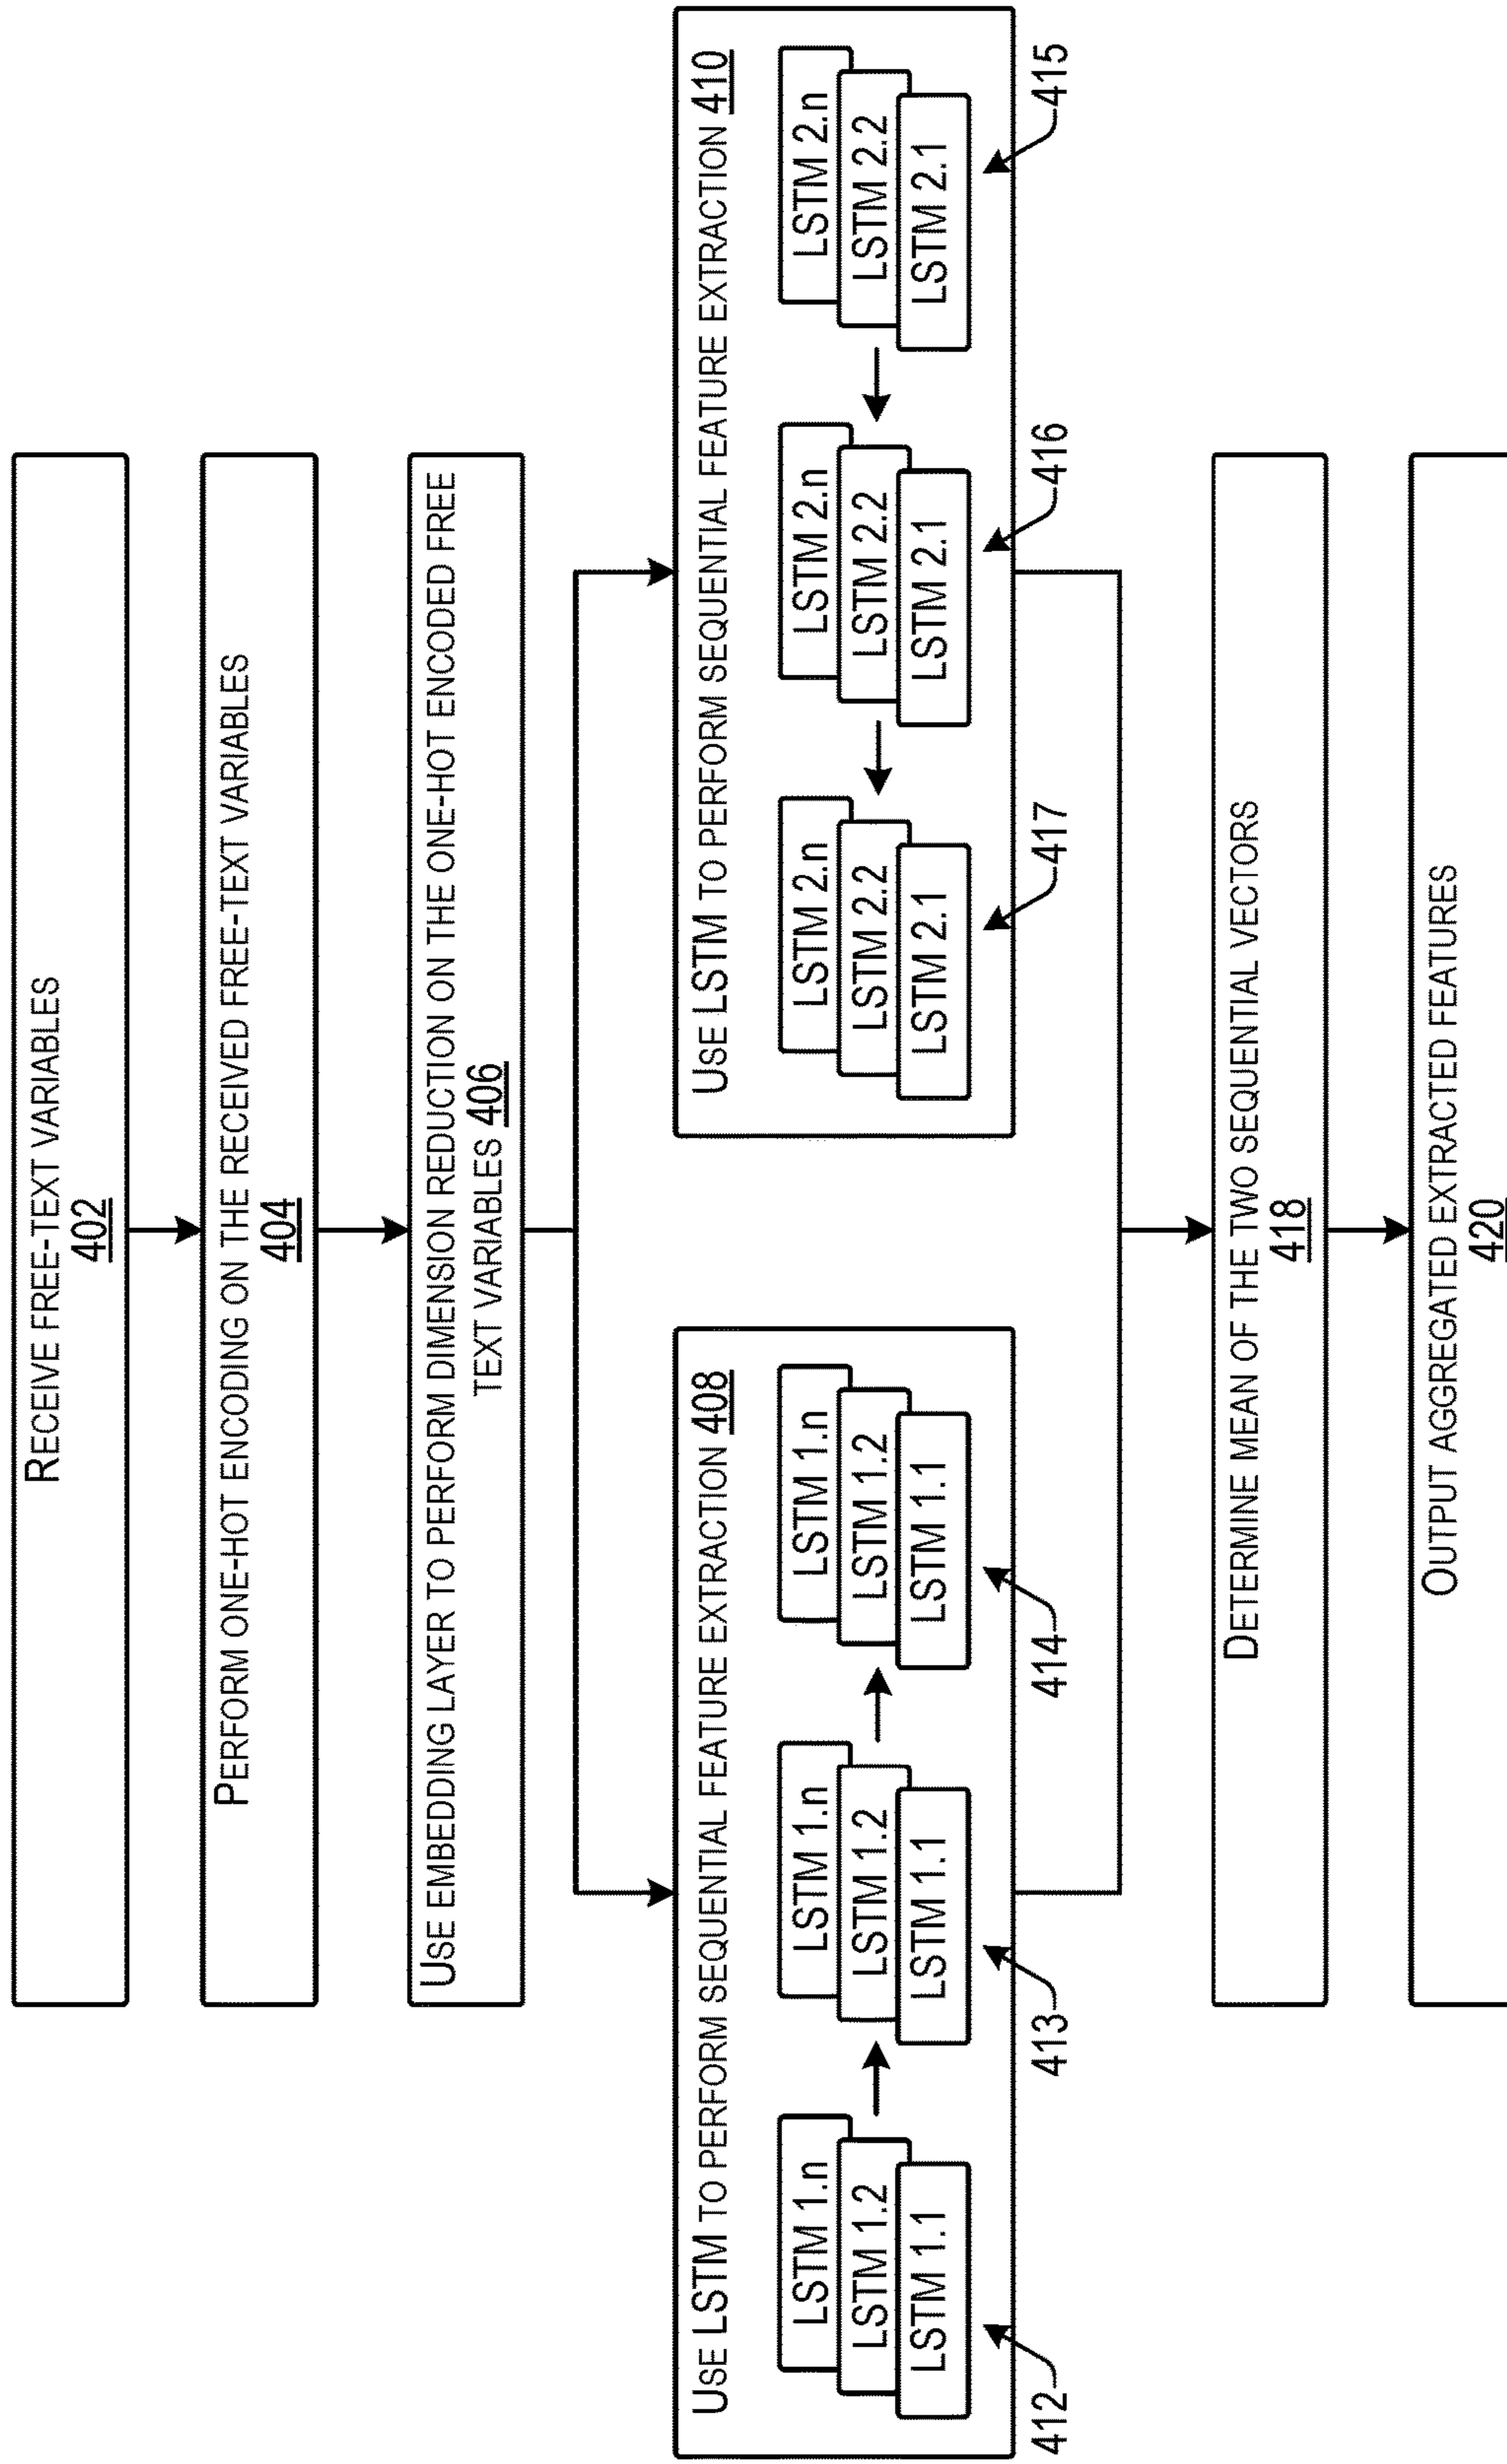 RECEIVE FREE-TEXT VARIABLES
402
PERFORM ONE-HOT ENCODING ON THE RECEIVED FREE-TEXT VARIABLES
404
USE EMBEDDING LAYER TO PERFORM DIMENSION REDUCTION ON THE ONE-HOT ENCODED FREE
TEXT VARIABLES 406
USE LSTM TO PERFORM SEQUENTIAL FEATURE EXTRACTION 408
LSTM 1.n
LSTM 1.2
LSTM 1.1
412
LSTM 1.n
LSTM 1.2
LSTM 1.1
413
LSTM 1.n
LSTM 1.2
LSTM 1.1
414
USE LSTM TO PERFORM SEQUENTIAL FEATURE EXTRACTION 410
LSTM 2.n
LSTM 2.2
LSTM 2.1
417
LSTM 2.n
LSTM 2.2
LSTM 2.1
416
LSTM 2.n
LSTM 2.2
LSTM 2.1
415
DETERMINE MEAN OF THE TWO SEQUENTIAL VECTORS
418
OUTPUT AGGREGATED EXTRACTED FEATURES
420